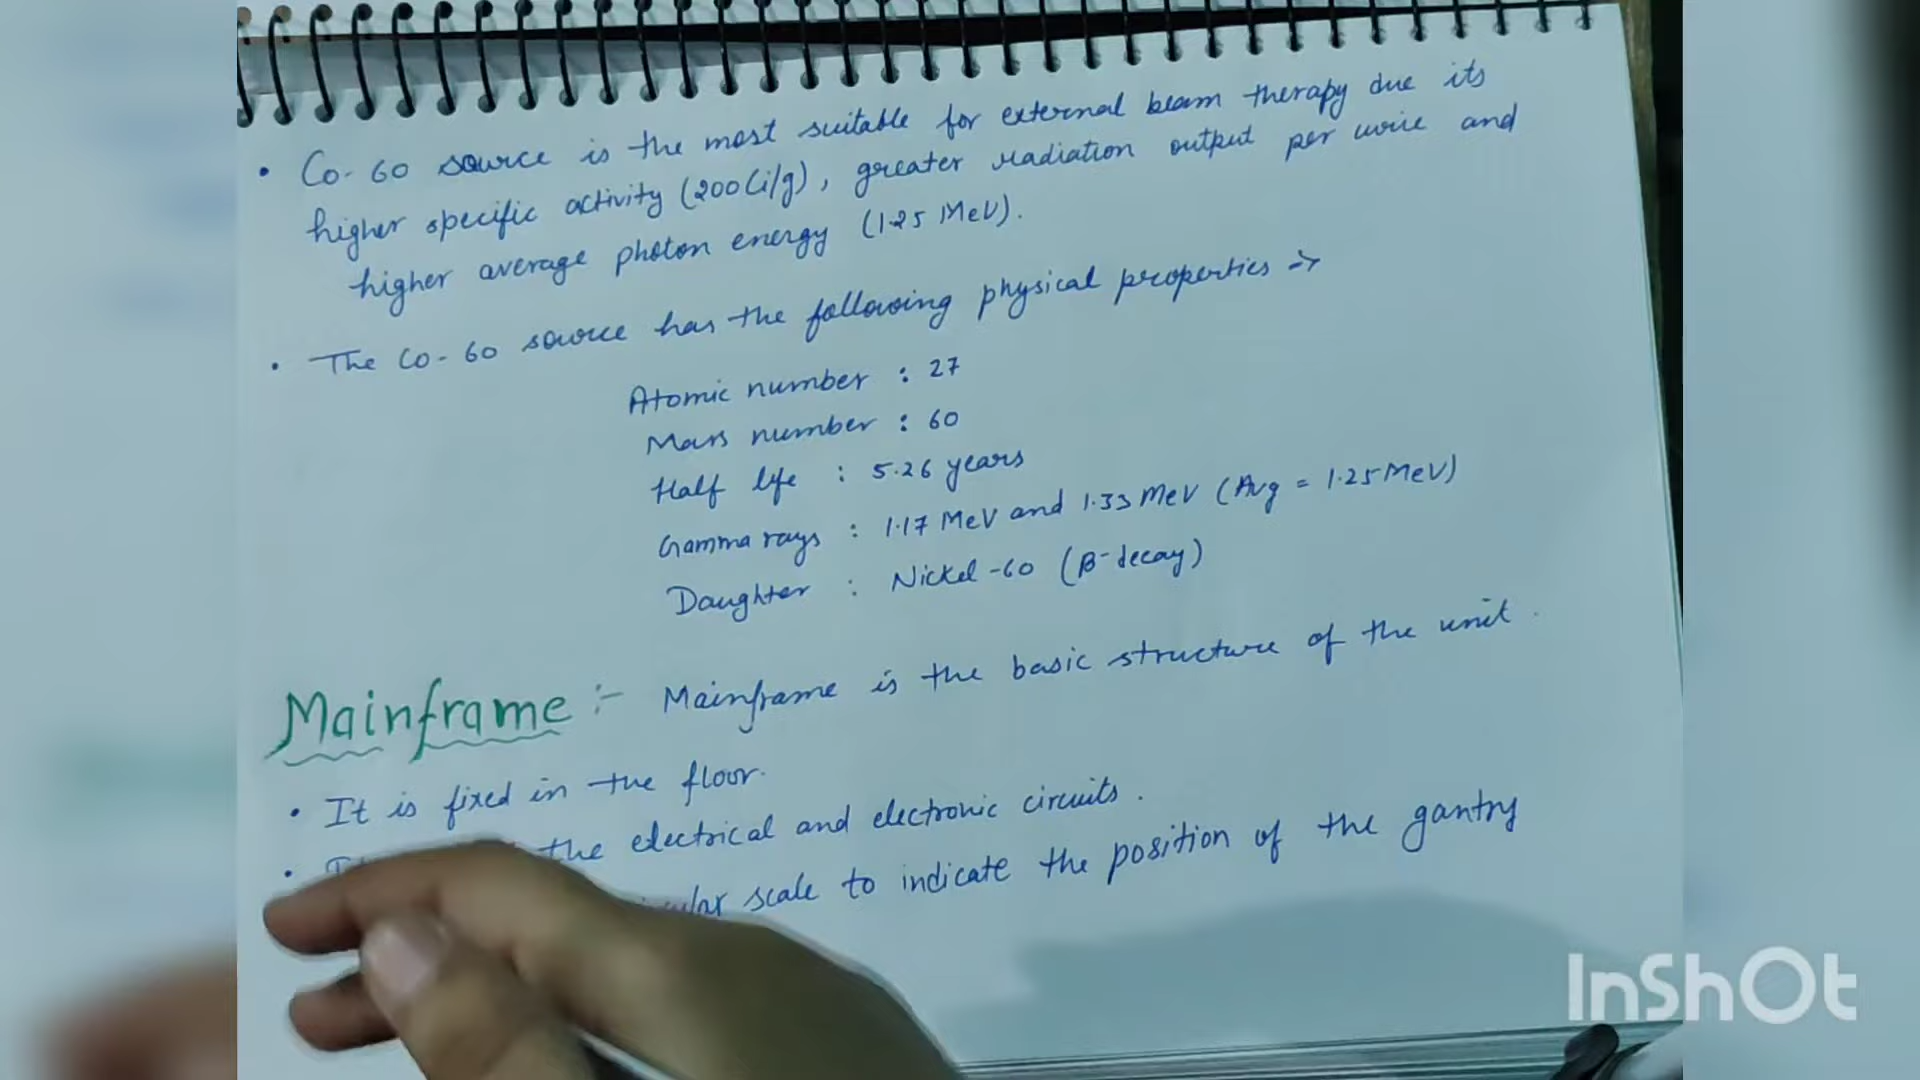 • Co-60 source is the most suitable for external beam therapy due its
higher specific activity (200Ci/g), greater radiation output per curie and
higher average photon energy (1.25 MeV).
• The Co-60 source has the following physical properties :->
Atomic number : 27
Mass number : 60
Half life : 5.26 years
Gamma rays : 1.17 MeV and 1.33 MeV (Avg = 1.25 MeV)
Daughter : Nickel-60 (β-decay)
Mainframe :- Mainframe is the basic structure of the unit.
• It is fixed in the floor.
• the electrical and electronic circuits.
scale to indicate the position of the gantry
InShOt